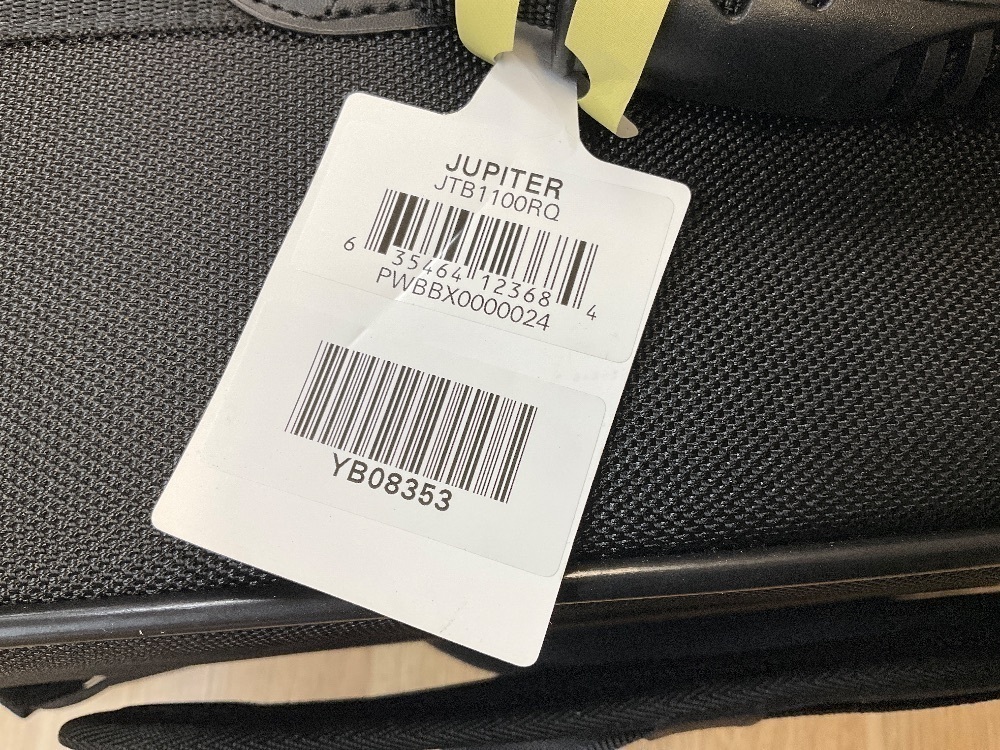 JUPITER
JTB1100RQ
6 35464 12368 4
PWBBX0000024
YB08353